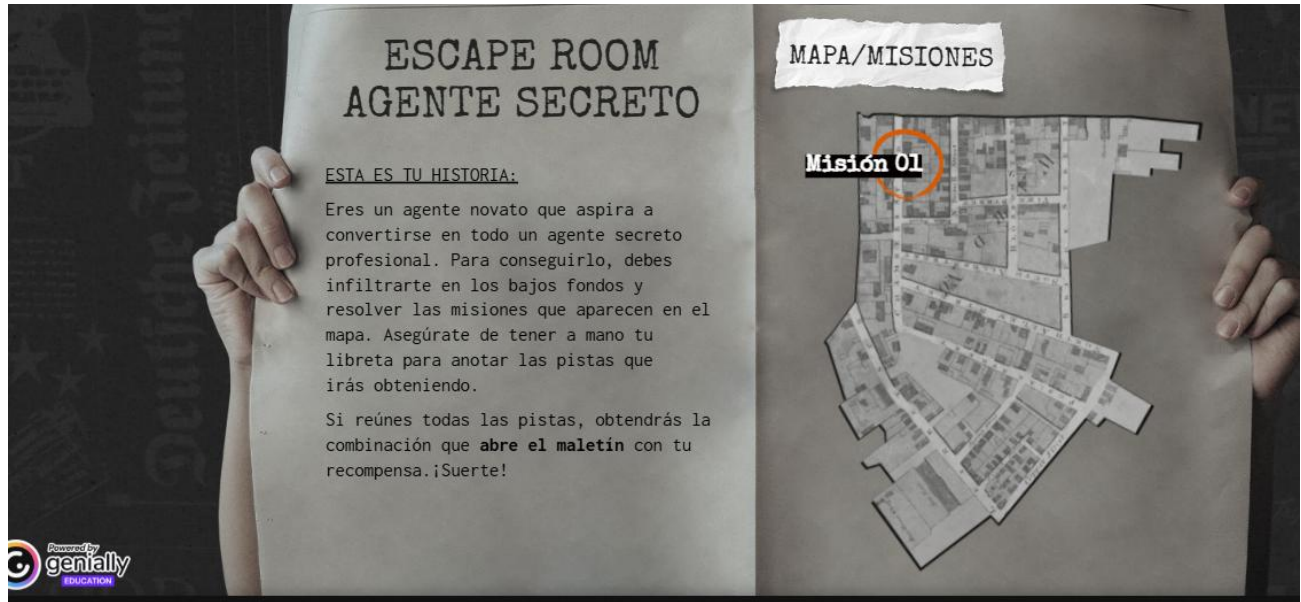 ESCAPE ROOM
AGENTE SECRETO
ESTA ES TU HISTORIA:
Eres un agente novato que aspira a
convertirse en todo un agente secreto
profesional. Para conseguirlo, debes
infiltrarte en los bajos fondos y
resolver las misiones que aparecen en el
mapa. Asegúrate de tener a mano tu
libreta para anotar las pistas que
irás obteniendo.
Si reúnes todas las pistas, obtendrás la
combinación que abre el maletín con tu
recompensa.¡Suerte!
MAPA/MISIONES
Misión 01
Powered by
genially
EDUCATION